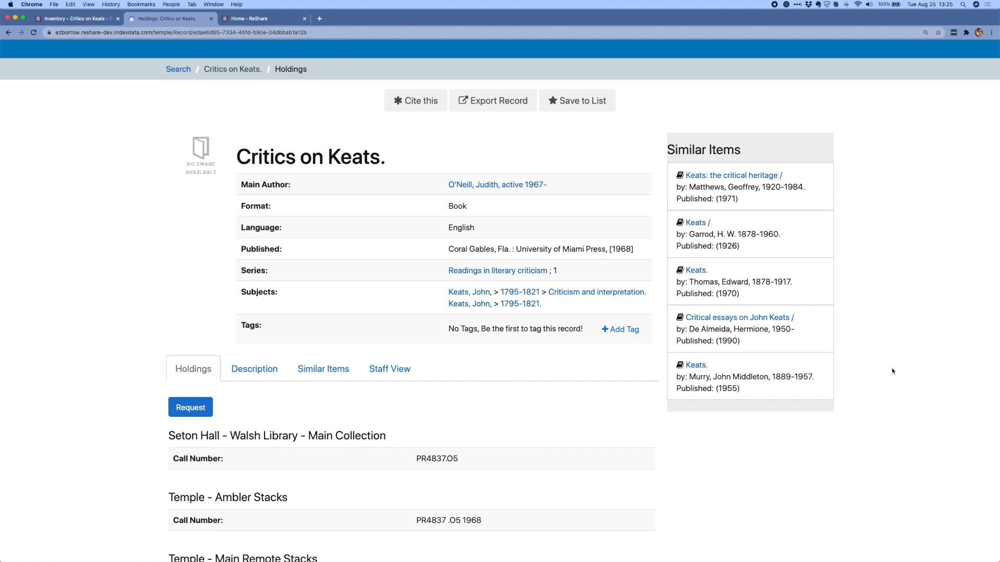 Chrome File Edit View History Bookmarks People Tab Window Help 100% Tue Aug 25 13:25
Inventory - Critics on Keats - S Holdings: Critics on Keats. Home - ReShare
ezborrow.reshare-dev.indexdata.com/temple/Record/edae6d65-7334-45fd-b9ce-04dbbab1a12b
Search / Critics on Keats. / Holdings
Cite this Export Record Save to List
NO IMAGE
AVAILABLE
Critics on Keats.
Main Author: O'Neill, Judith, active 1967-
Format: Book
Language: English
Published: Coral Gables, Fla. : University of Miami Press, [1968]
Series: Readings in literary criticism ; 1
Subjects: Keats, John, > 1795-1821 > Criticism and interpretation.
Keats, John, > 1795-1821.
Tags: No Tags, Be the first to tag this record! Add Tag
Similar Items
Keats: the critical heritage /
by: Matthews, Geoffrey, 1920-1984.
Published: (1971)
Keats /
by: Garrod, H. W. 1878-1960.
Published: (1926)
Keats.
by: Thomas, Edward, 1878-1917.
Published: (1970)
Critical essays on John Keats /
by: De Almeida, Hermione, 1950-
Published: (1990)
Keats.
by: Murry, John Middleton, 1889-1957.
Published: (1955)
Holdings Description Similar Items Staff View
Request
Seton Hall - Walsh Library - Main Collection
Call Number: PR4837.O5
Temple - Ambler Stacks
Call Number: PR4837 .O5 1968
Temple - Main Remote Stacks